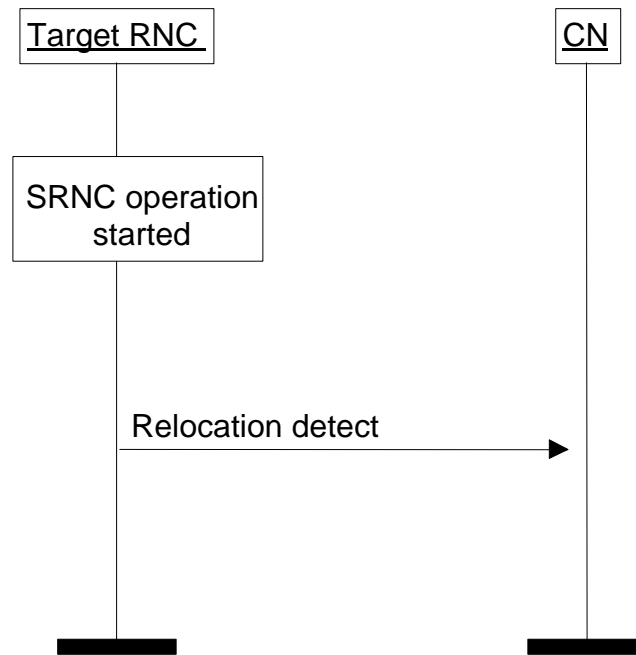 Target RNC
CN
SRNC operation
started
Relocation detect